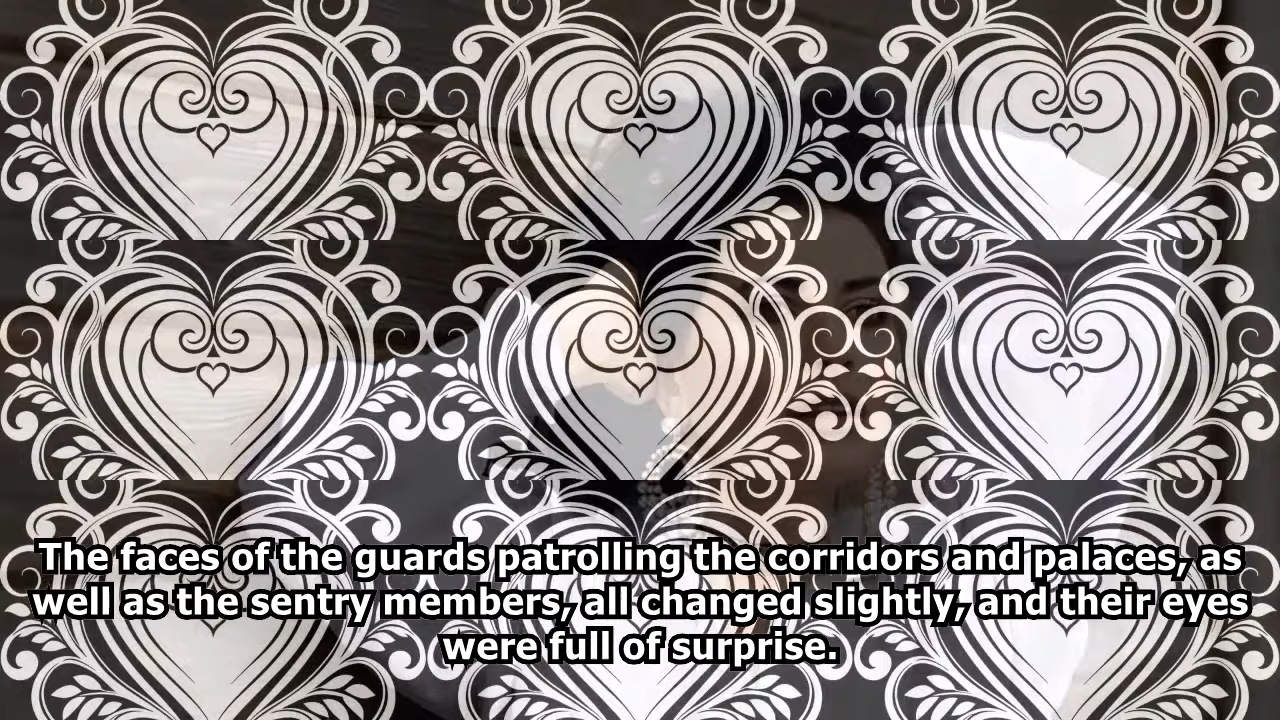 The faces of the guards patrolling the corridors and palaces, as
well as the sentry members, all changed slightly, and their eyes
were full of surprise.